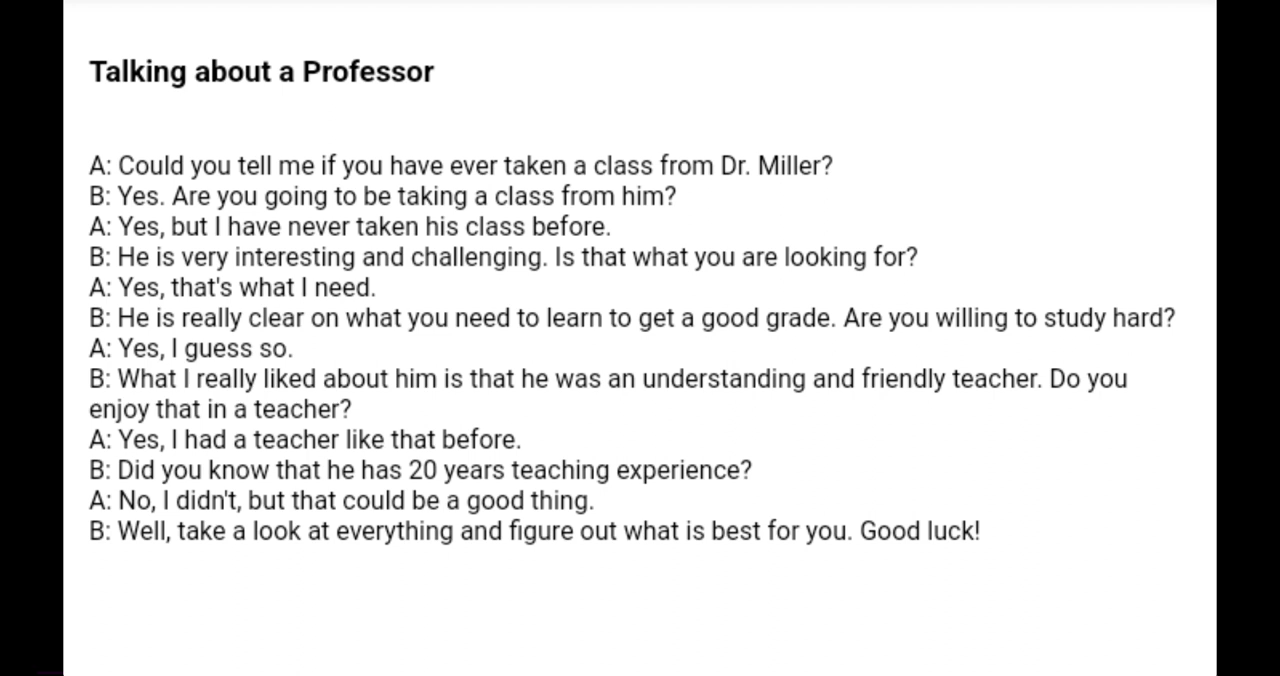 Talking about a Professor
A: Could you tell me if you have ever taken a class from Dr. Miller?
B: Yes. Are you going to be taking a class from him?
A: Yes, but I have never taken his class before.
B: He is very interesting and challenging. Is that what you are looking for?
A: Yes, that's what I need.
B: He is really clear on what you need to learn to get a good grade. Are you willing to study hard?
A: Yes, I guess so.
B: What I really liked about him is that he was an understanding and friendly teacher. Do you
enjoy that in a teacher?
A: Yes, I had a teacher like that before.
B: Did you know that he has 20 years teaching experience?
A: No, I didn't, but that could be a good thing.
B: Well, take a look at everything and figure out what is best for you. Good luck!